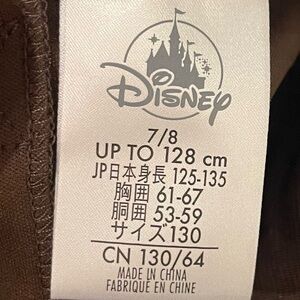 Disney
7/8
UP TO 128 cm
JP日本身長 125-135
胸囲 61-67
胴囲 53-59
サイズ130
CN 130/64
MADE IN CHINA
FABRIQUÉ EN CHINE